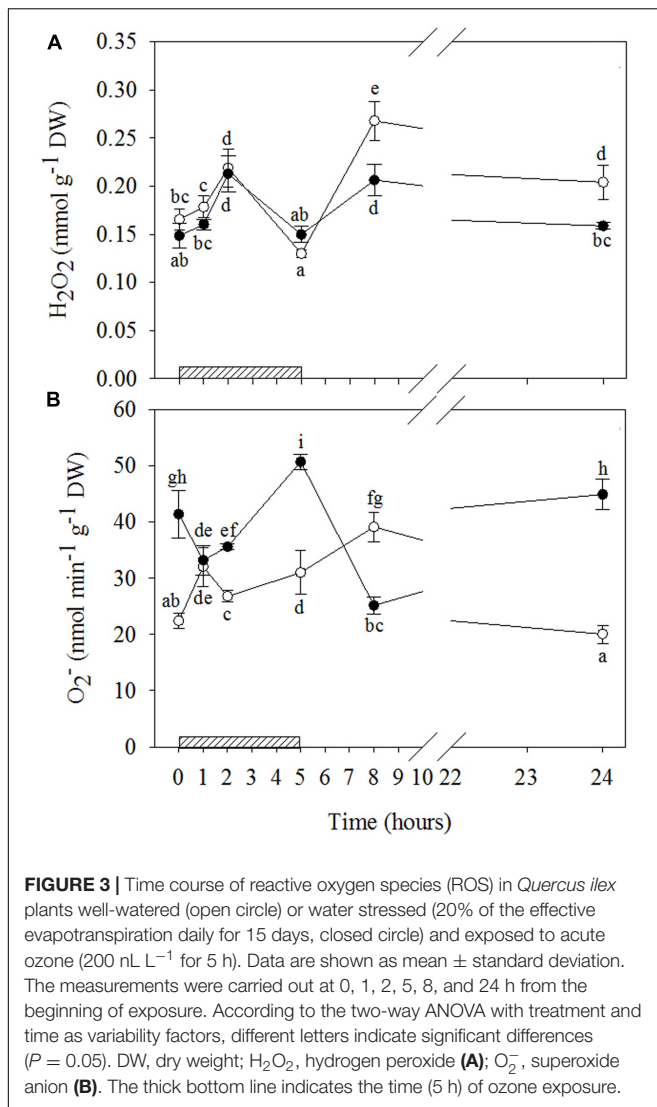 A
0.35
0.30
0.25
0.20
0.15
0.10
0.05
0.00
H₂O₂ (mmol g⁻¹ DW)
bc
c
d
ab
e
d
ab
bc
d
a
d
bc
B
60
50
40
30
20
10
0
O₂⁻ (nmol min⁻¹ g⁻¹ DW)
gh
de
ef
i
fg
h
ab
de
c
d
bc
a
0 1 2 3 4 5 6 7 8 9 10 22 23 24
Time (hours)
FIGURE 3 | Time course of reactive oxygen species (ROS) in Quercus ilex
plants well-watered (open circle) or water stressed (20% of the effective
evapotranspiration daily for 15 days, closed circle) and exposed to acute
ozone (200 nL L⁻¹ for 5 h). Data are shown as mean ± standard deviation.
The measurements were carried out at 0, 1, 2, 5, 8, and 24 h from the
beginning of exposure. According to the two-way ANOVA with treatment and
time as variability factors, different letters indicate significant differences
(P = 0.05). DW, dry weight; H₂O₂, hydrogen peroxide (A); O₂⁻, superoxide
anion (B). The thick bottom line indicates the time (5 h) of ozone exposure.